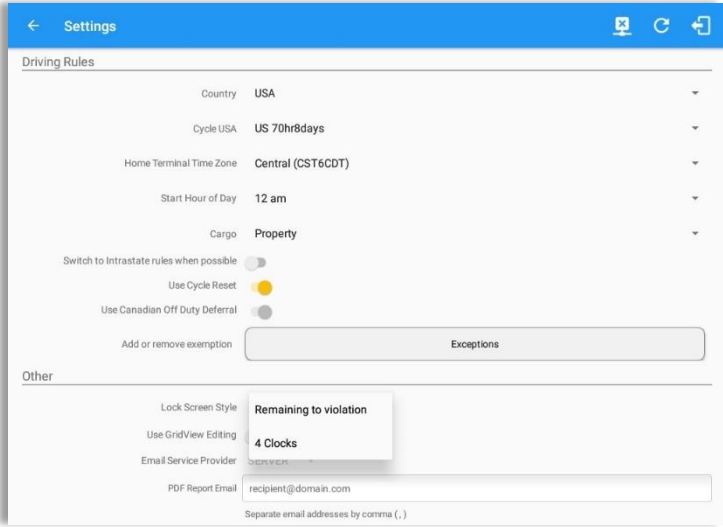 Settings
Driving Rules
Country USA
Cycle USA US 70hr8days
Home Terminal Time Zone Central (CST6CDT)
Start Hour of Day 12 am
Cargo Property
Switch to Intrastate rules when possible
Use Cycle Reset
Use Canadian Off Duty Deferral
Add or remove exemption Exceptions
Other
Lock Screen Style Remaining to violation
Use GridView Editing 4 Clocks
Email Service Provider SERVER
PDF Report Email recipient@domain.com
Separate email addresses by comma (,)